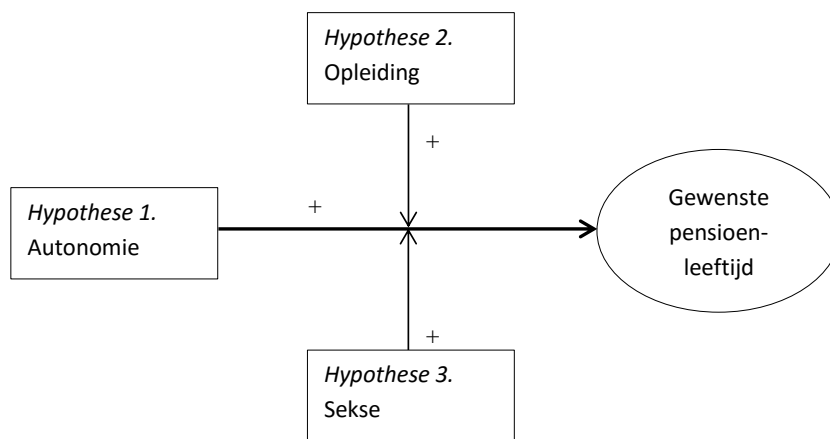 Hypothese 2.
Opleiding
+
Hypothese 1.
Autonomie
+
Gewenste
pensioen-
leeftijd
+
Hypothese 3.
Sekse